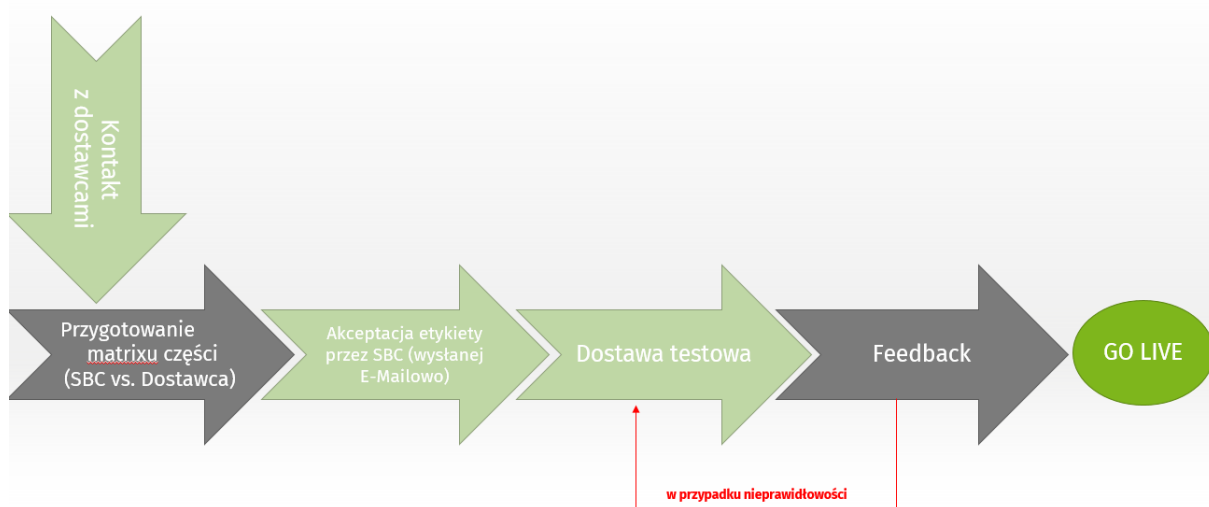 Kontakt
z dostawcami
Przygotowanie
matrixu części
(SBC vs. Dostawca)
Akceptacja etykiety
przez SBC (wysłanej
E-Mailowo)
Dostawa testowa
Feedback
GO LIVE
w przypadku nieprawidłowości